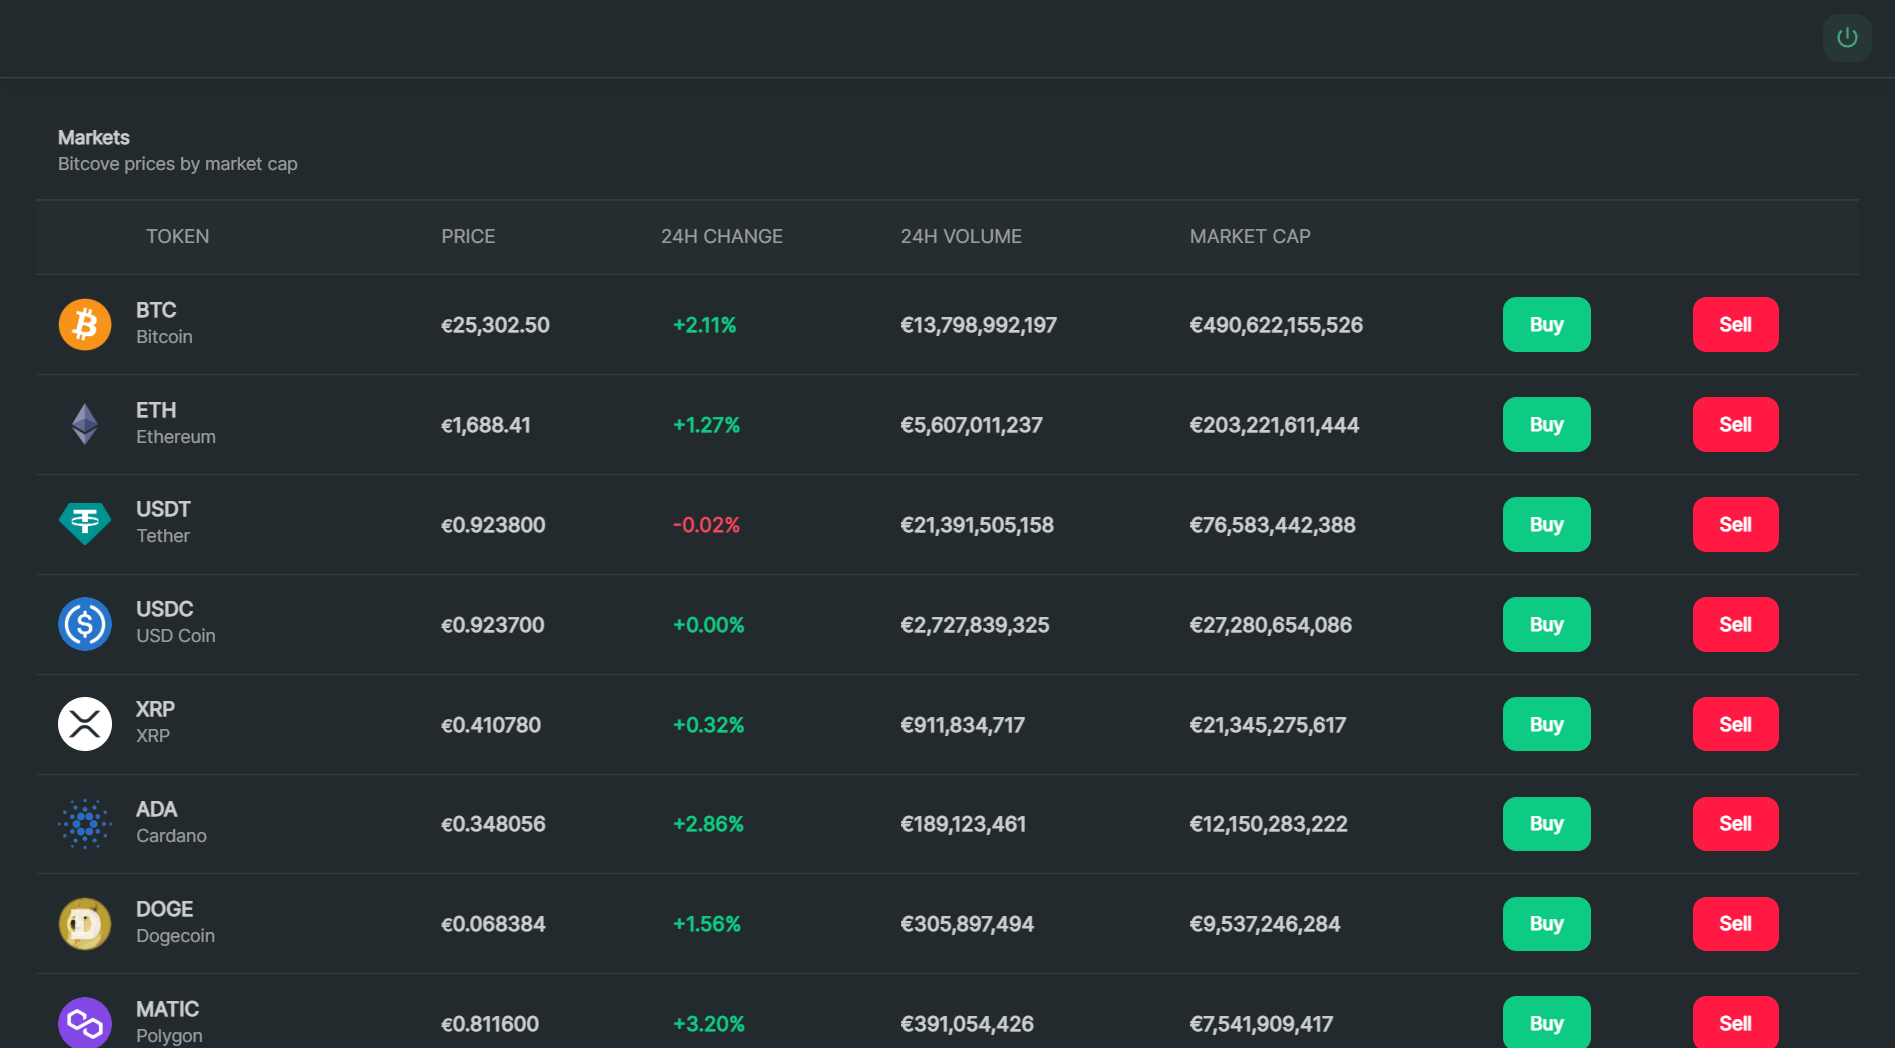 Markets
Bitcove prices by market cap
TOKEN PRICE 24H CHANGE 24H VOLUME MARKET CAP
BTC
Bitcoin
€25,302.50 +2.11% €13,798,992,197 €490,622,155,526 Buy Sell
ETH
Ethereum
€1,688.41 +1.27% €5,607,011,237 €203,221,611,444 Buy Sell
USDT
Tether
€0.923800 -0.02% €21,391,505,158 €76,583,442,388 Buy Sell
USDC
USD Coin
€0.923700 +0.00% €2,727,839,325 €27,280,654,086 Buy Sell
XRP
XRP
€0.410780 +0.32% €911,834,717 €21,345,275,617 Buy Sell
ADA
Cardano
€0.348056 +2.86% €189,123,461 €12,150,283,222 Buy Sell
DOGE
Dogecoin
€0.068384 +1.56% €305,897,494 €9,537,246,284 Buy Sell
MATIC
Polygon
€0.811600 +3.20% €391,054,426 €7,541,909,417 Buy Sell